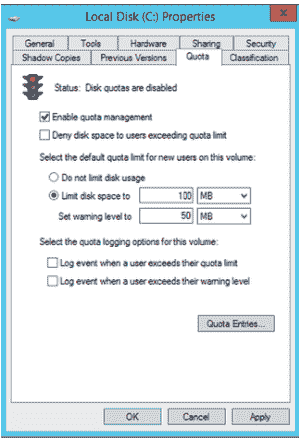 Local Disk (C:) Properties
General Tools Hardware Sharing Security
Shadow Copies Previous Versions Quota Classification
Status: Disk quotas are disabled
Enable quota management
Deny disk space to users exceeding quota limit
Select the default quota limit for new users on this volume:
Do not limit disk usage
Limit disk space to 100 MB
Set warning level to 50 MB
Select the quota logging options for this volume:
Log event when a user exceeds their quota limit
Log event when a user exceeds their warning level
Quota Entries...
OK Cancel Apply